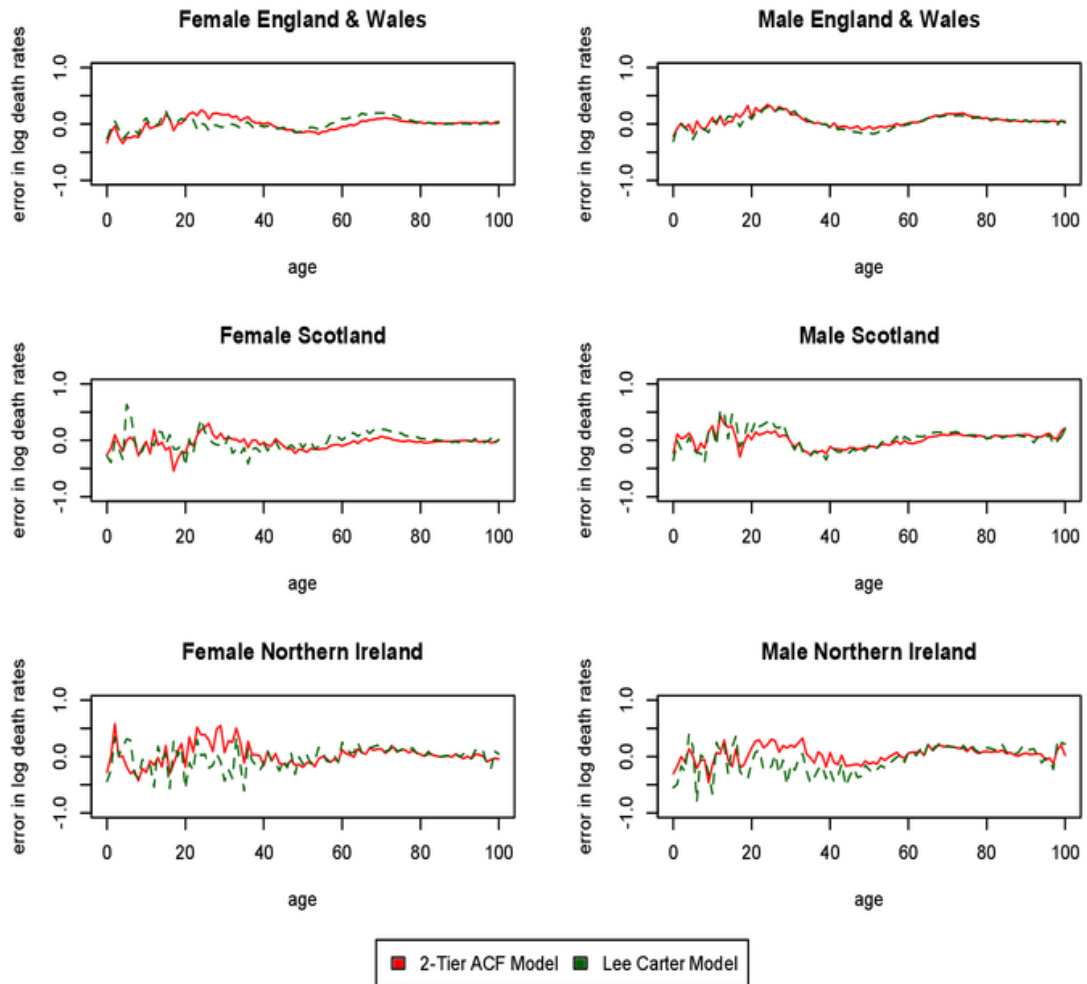 Female England & Wales
error in log death rates
1.0
0.0
-1.0
0 20 40 60 80 100
age
Male England & Wales
error in log death rates
1.0
0.0
-1.0
0 20 40 60 80 100
age
Female Scotland
error in log death rates
1.0
0.0
-1.0
0 20 40 60 80 100
age
Male Scotland
error in log death rates
1.0
0.0
-1.0
0 20 40 60 80 100
age
Female Northern Ireland
error in log death rates
1.0
0.0
-1.0
0 20 40 60 80 100
age
Male Northern Ireland
error in log death rates
1.0
0.0
-1.0
0 20 40 60 80 100
age
2-Tier ACF Model Lee Carter Model